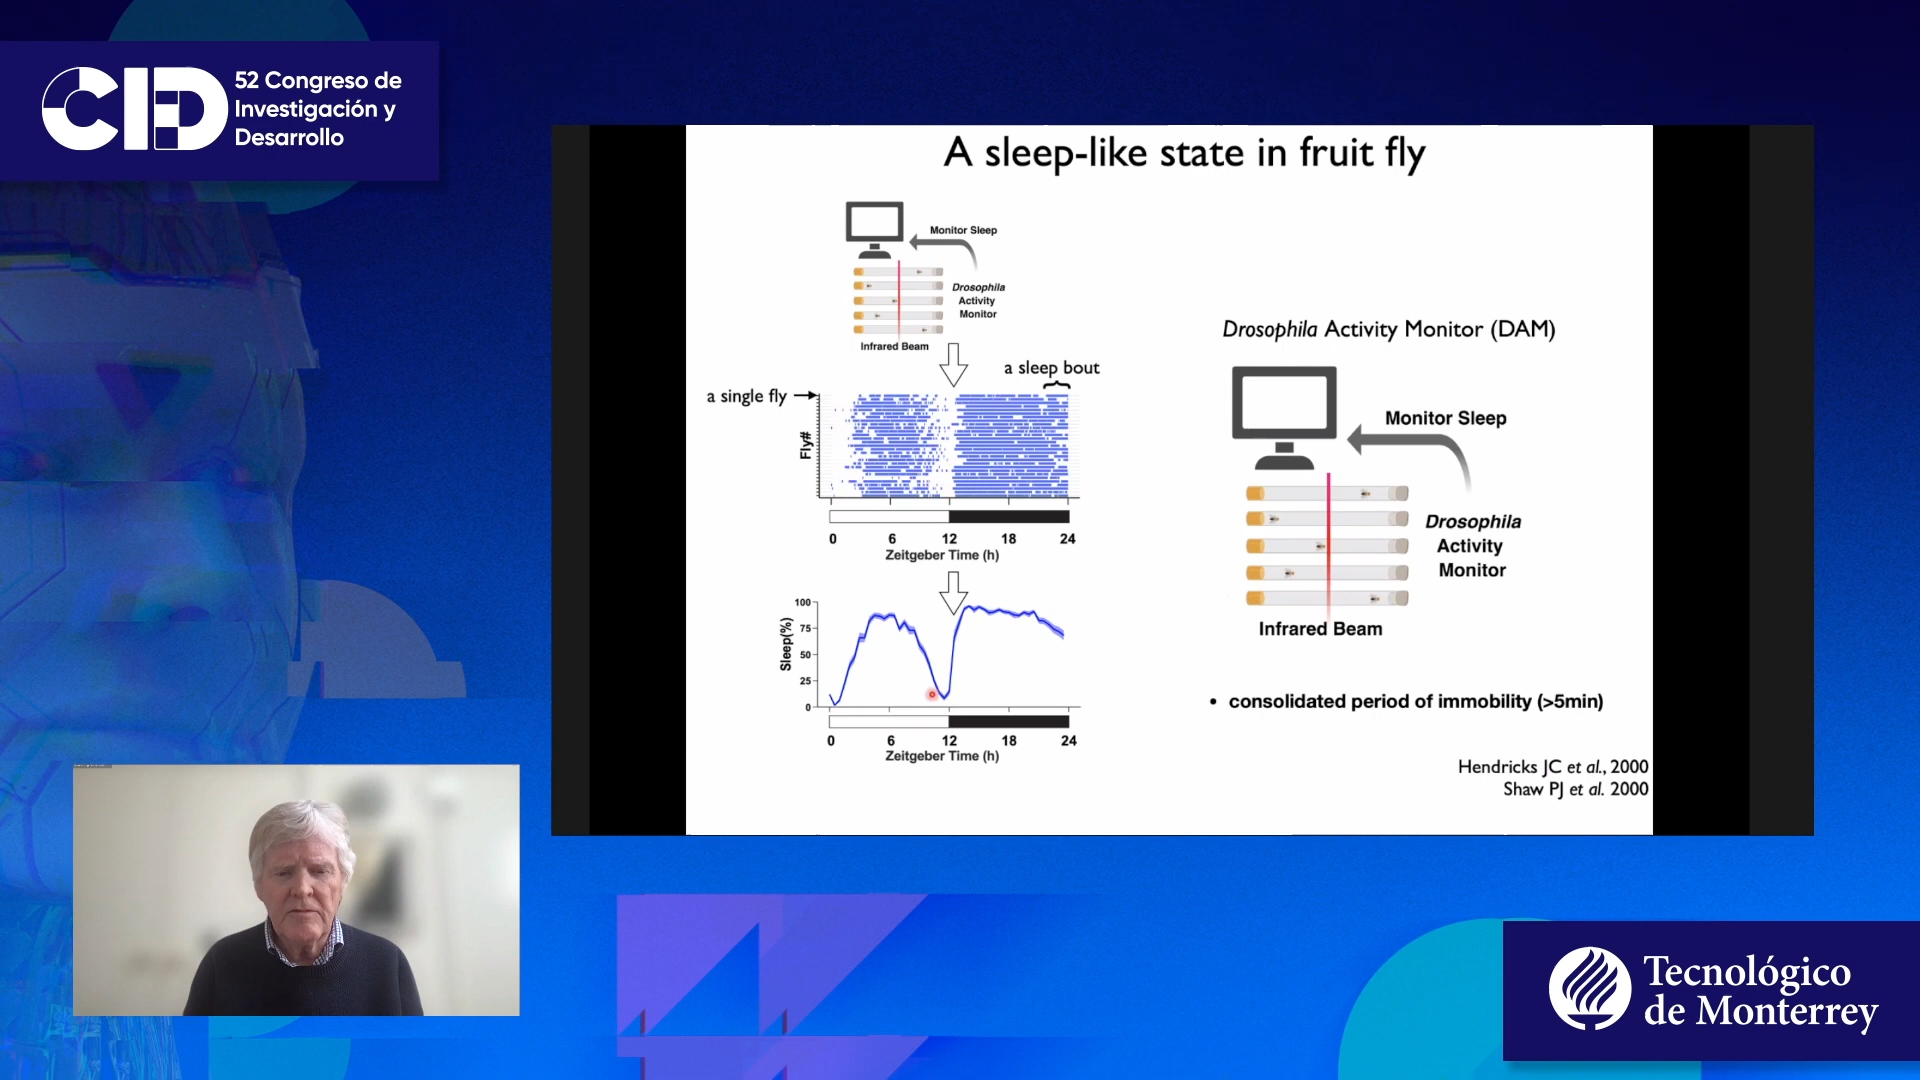 CID
52 Congreso de
Investigación y
Desarrollo
A sleep-like state in fruit fly
Monitor Sleep
Drosophila
Activity
Monitor
Infrared Beam
a sleep bout
a single fly
Fly#
0 6 12 18 24
Zeitgeber Time (h)
100
75
50
25
0
Sleep(%)
0 6 12 18 24
Zeitgeber Time (h)
Drosophila Activity Monitor (DAM)
Monitor Sleep
Drosophila
Activity
Monitor
Infrared Beam
• consolidated period of immobility (>5min)
Hendricks JC et al., 2000
Shaw PJ et al. 2000
Tecnológico
de Monterrey